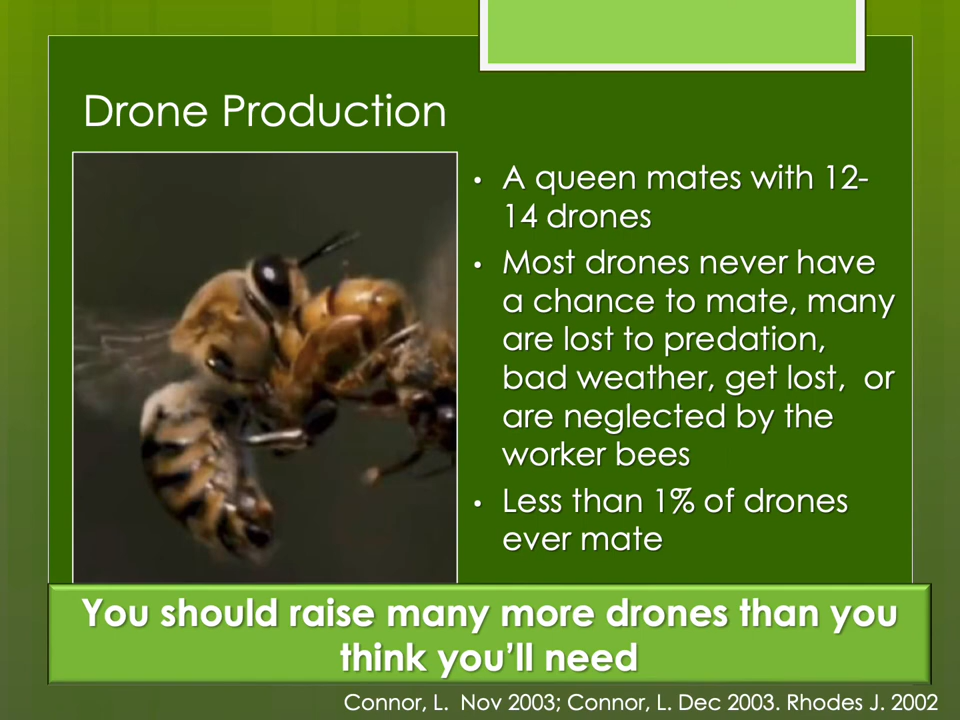 Drone Production
• A queen mates with 12-
14 drones
• Most drones never have
a chance to mate, many
are lost to predation,
bad weather, get lost,  or
are neglected by the
worker bees
• Less than 1% of drones
ever mate
You should raise many more drones than you
think you’ll need
Connor, L.  Nov 2003; Connor, L. Dec 2003. Rhodes J. 2002